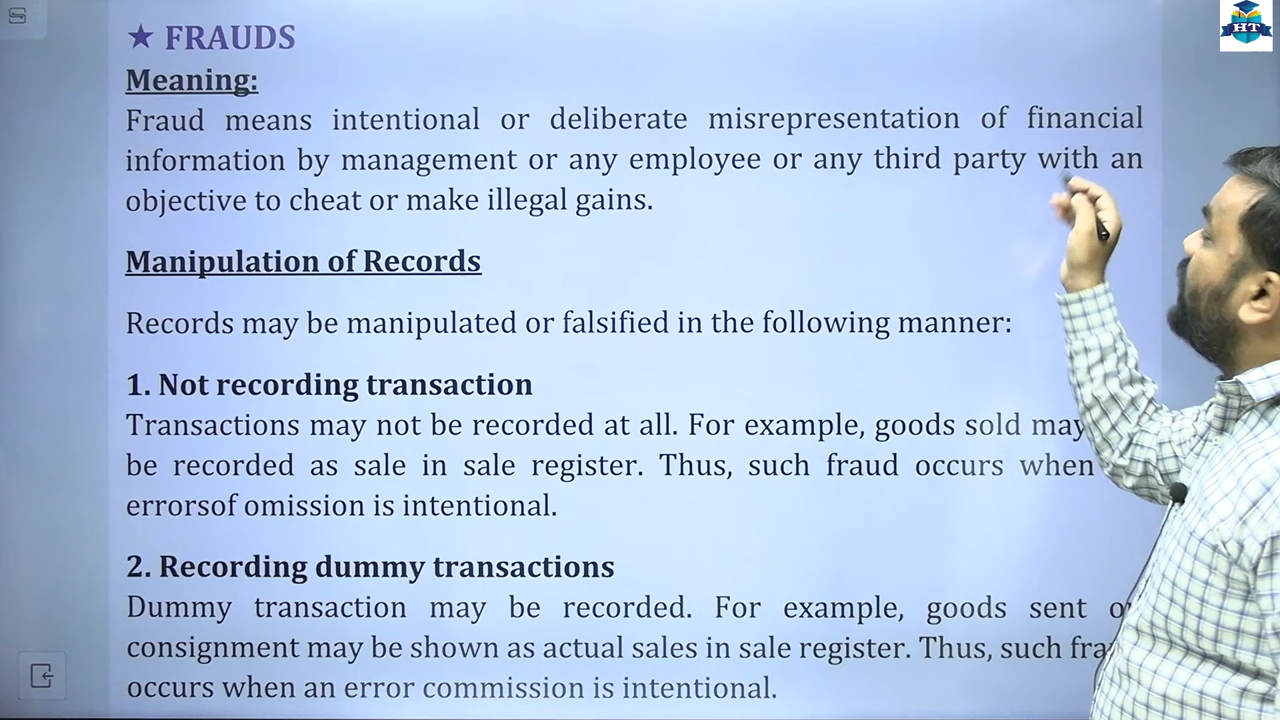 ★ FRAUDS
Meaning:
Fraud means intentional or deliberate misrepresentation of financial
information by management or any employee or any third party with an
objective to cheat or make illegal gains.
Manipulation of Records
Records may be manipulated or falsified in the following manner:
1. Not recording transaction
Transactions may not be recorded at all. For example, goods sold may
be recorded as sale in sale register. Thus, such fraud occurs when
errorsof omission is intentional.
2. Recording dummy transactions
Dummy transaction may be recorded. For example, goods sent
consignment may be shown as actual sales in sale register. Thus, such
occurs when an error commission is intentional.
HT